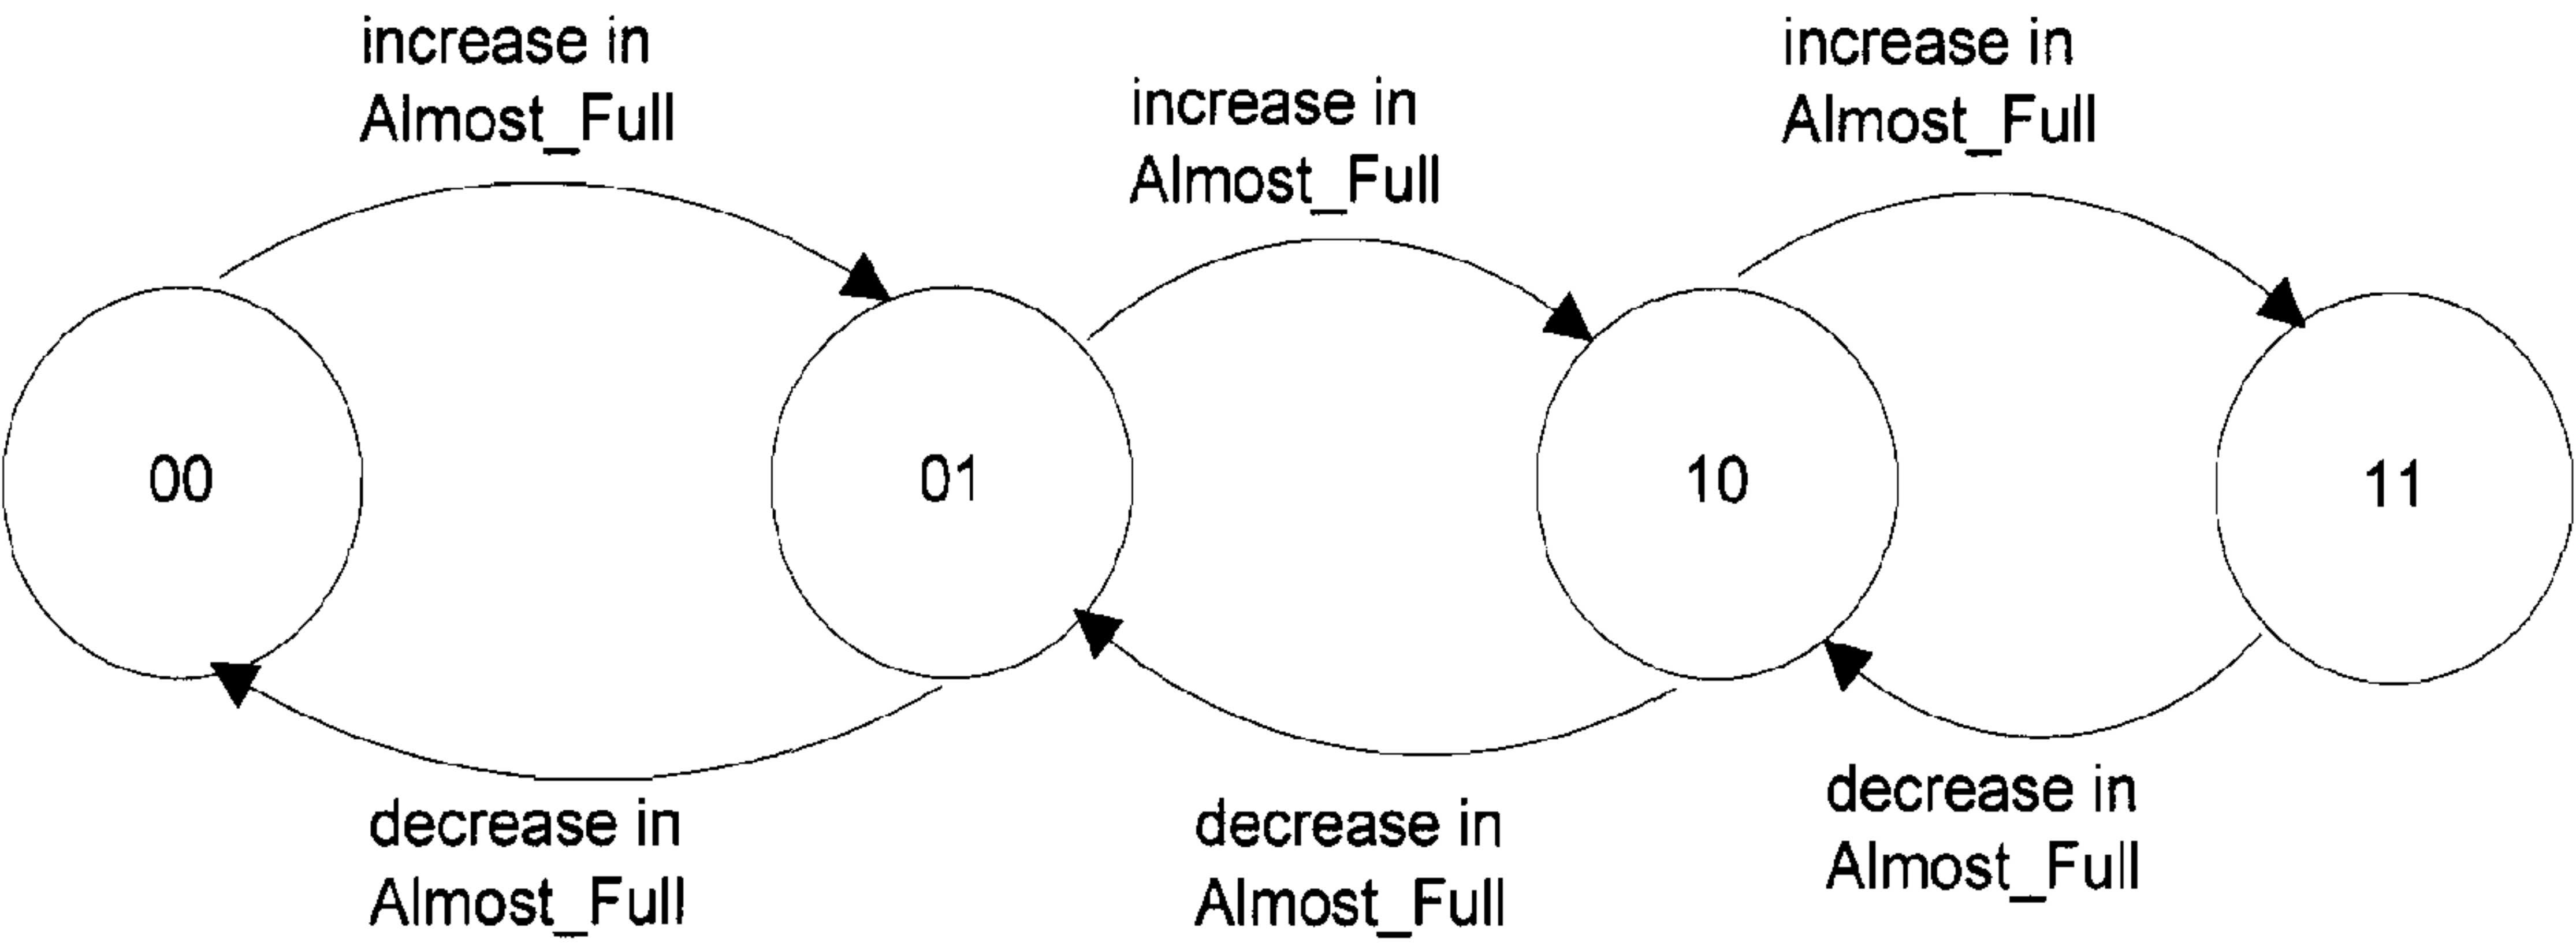 increase in
Almost_Full
increase in
Almost_Full
increase in
Almost_Full
00
01
10
11
decrease in
Almost_Full
decrease in
Almost_Full
decrease in
Almost_Full